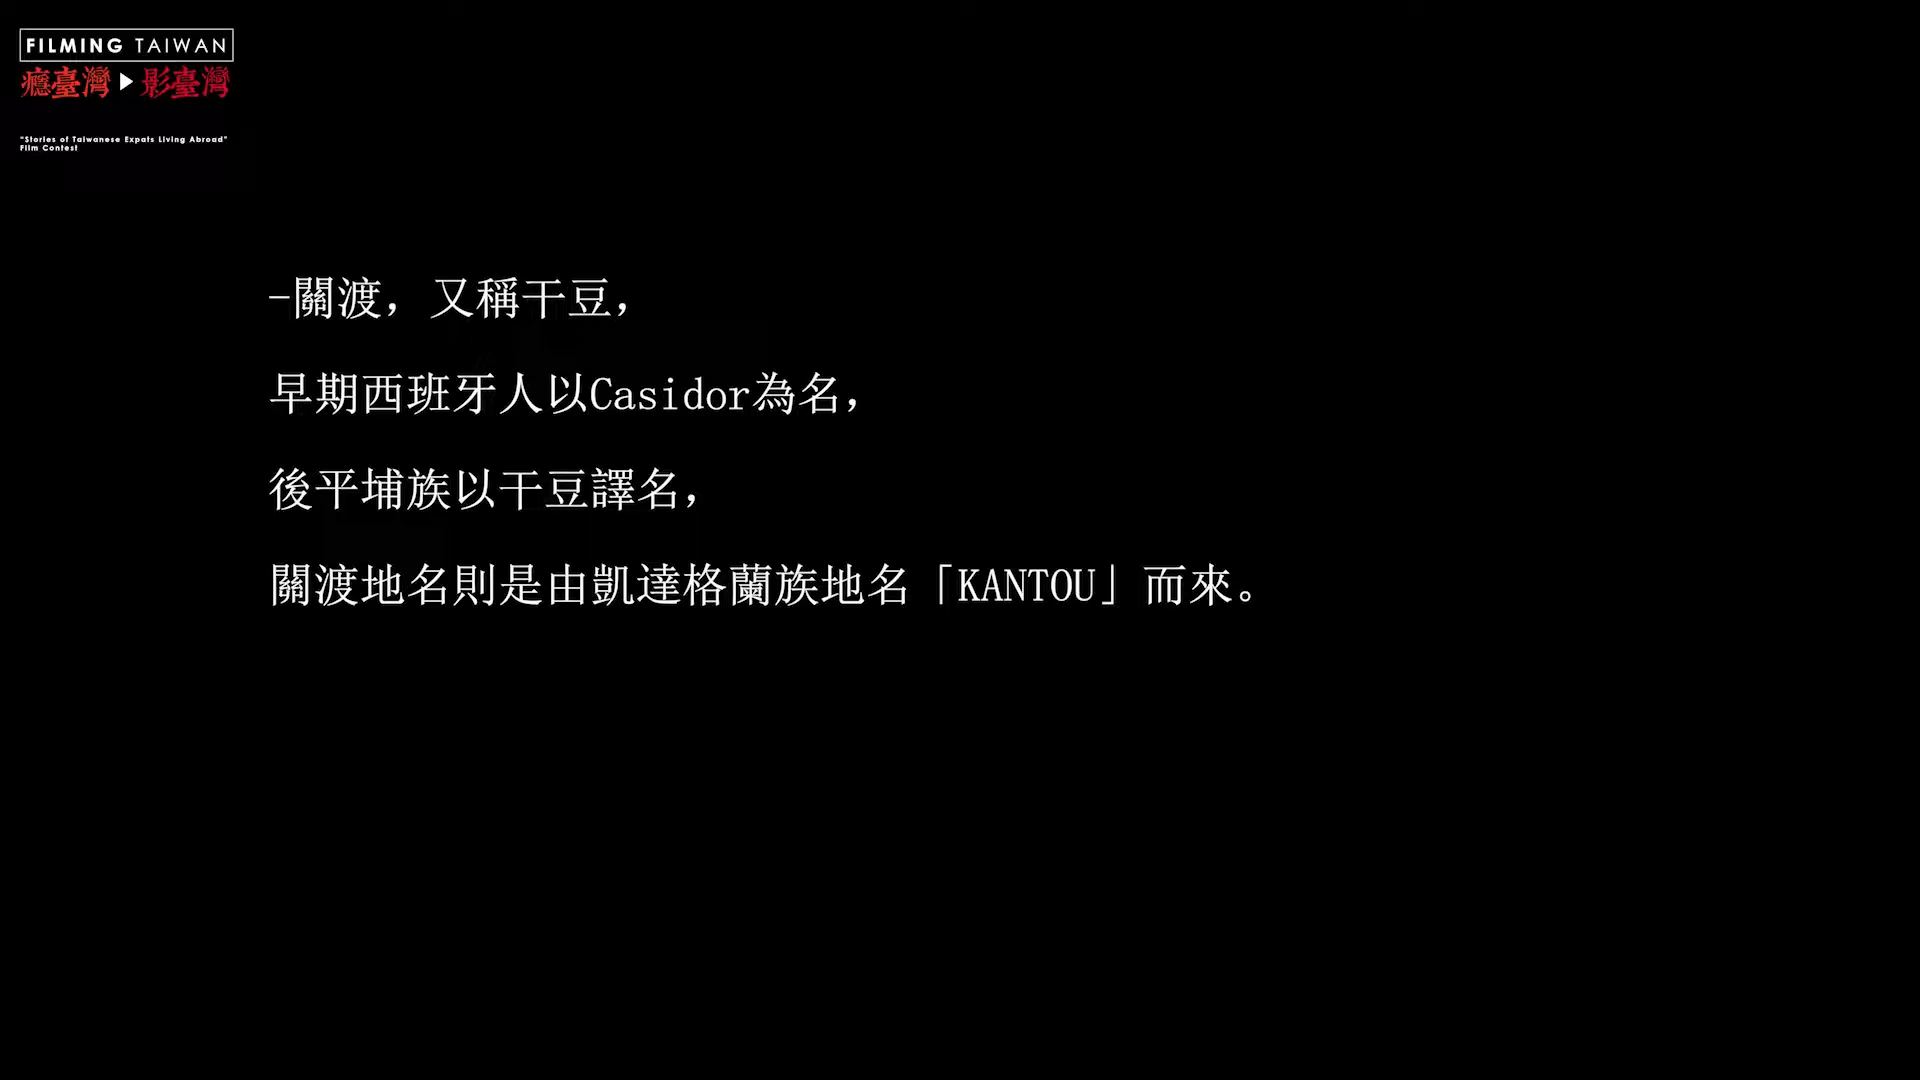 FILMING TAIWAN
癮臺灣▶影臺灣
"Stories of Taiwanese Expats Living Abroad"
Film Contest
-關渡，又稱干豆，
早期西班牙人以Casidor為名，
後平埔族以干豆譯名，
關渡地名則是由凱達格蘭族地名「KANTOU」而來。